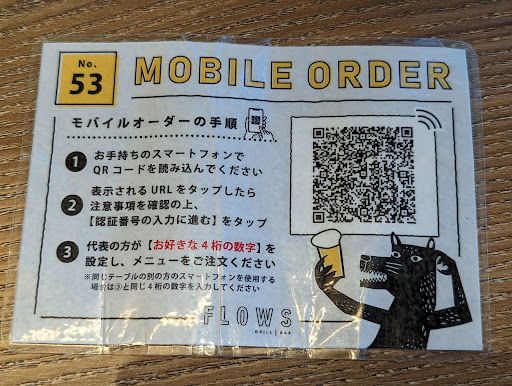 No.
53
MOBILE ORDER
モバイルオーダーの手順
1 お手持ちのスマートフォンで
QRコードを読み込んでください
2 表示されるURLをタップしたら
注意事項を確認の上、
【認証番号の入力に進む】をタップ
3 代表の方が【お好きな4桁の数字】を
設定し、メニューをご注文ください
※同じテーブルの別の方のスマートフォンを使用する
場合は③と同じ4桁の数字を入力してください
FLOWS
GRILL | BAR